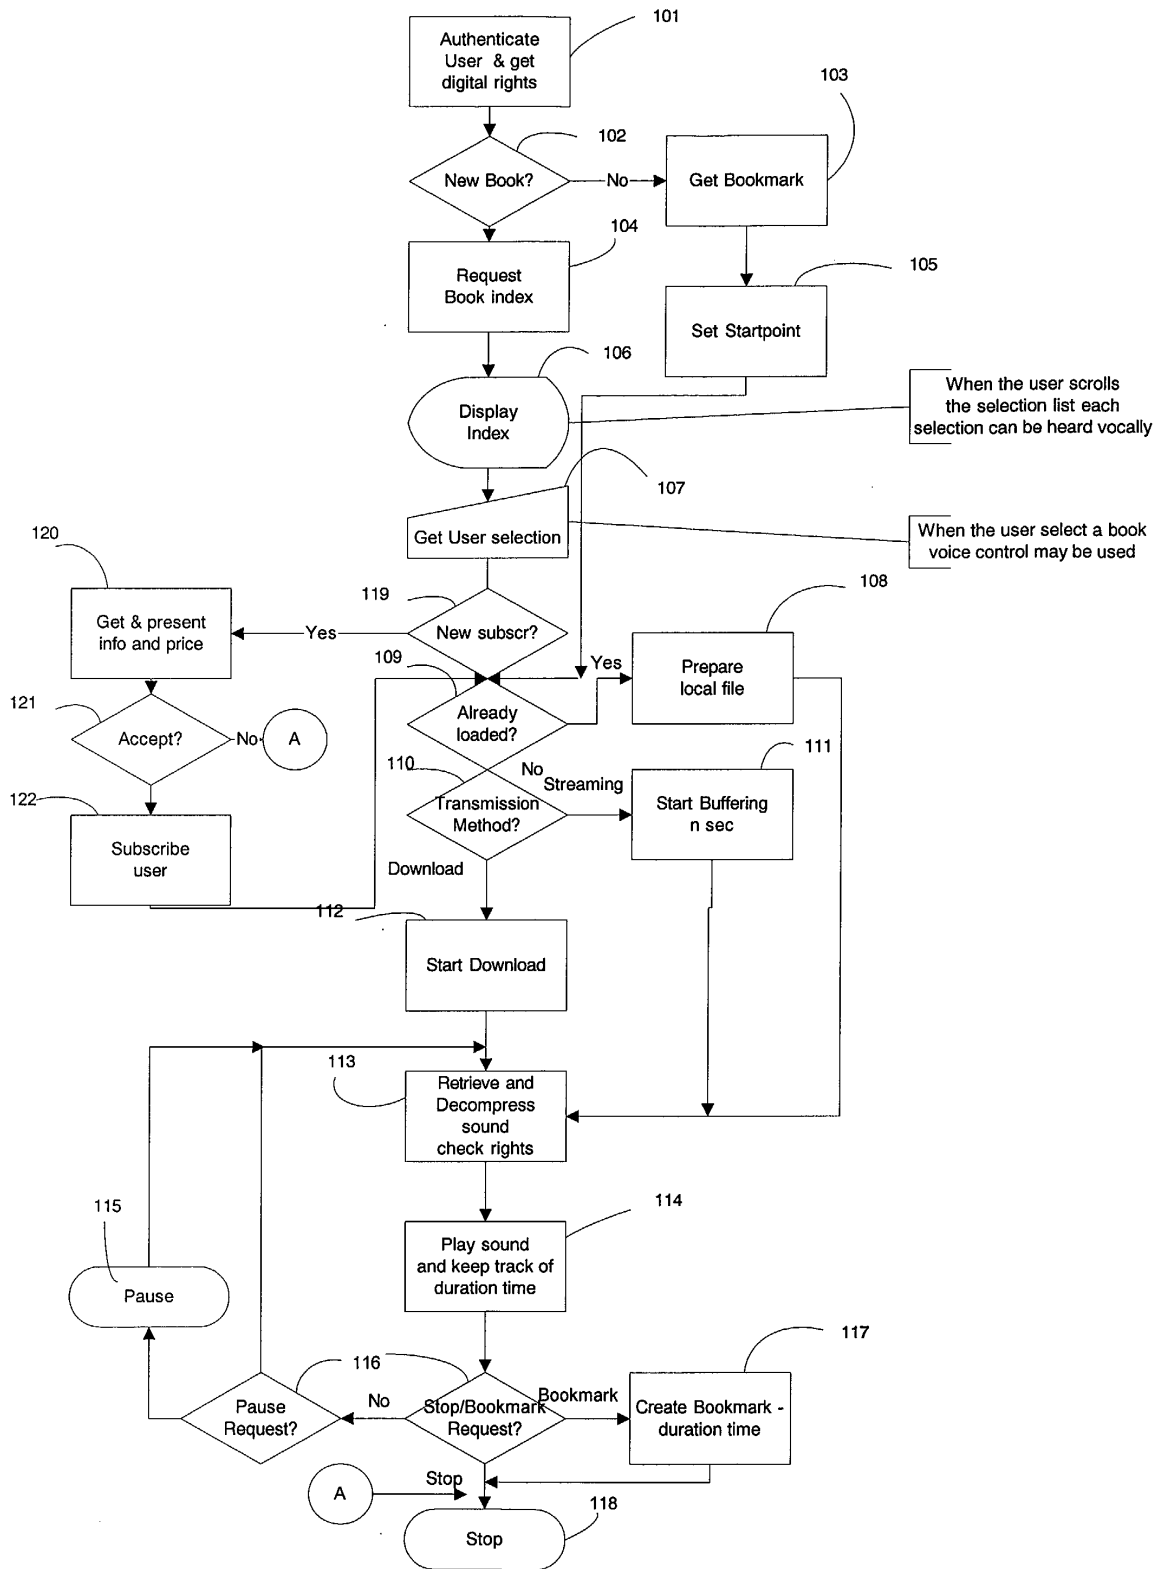 101
Authenticate
User & get
digital rights
102
103
New Book?
No
Get Bookmark
104
Request
Book index
105
Set Startpoint
106
Display
Index
When the user scrolls
the selection list each
selection can be heard vocally
107
Get User selection
When the user select a book
voice control may be used
120
119
108
Get & present
info and price
Yes
New subscr?
109
Yes
Prepare
local file
121
Accept?
No
A
Already
loaded?
110
No
111
Streaming
Transmission
Method?
Start Buffering
n sec
122
Subscribe
user
Download
112
Start Download
113
Retrieve and
Decompress
sound
check rights
115
114
Pause
Play sound
and keep track of
duration time
117
116
Pause
Request?
No
Stop/Bookmark
Request?
Bookmark
Create Bookmark -
duration time
A
Stop
118
Stop